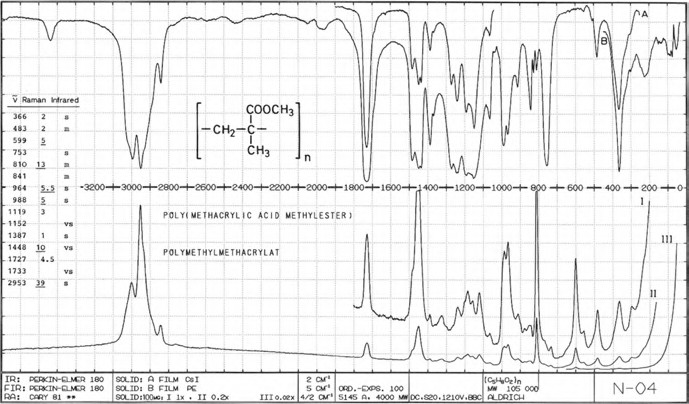 A
B
COOCH3
-CH2-C-
CH3
n
ν̄ Raman Infrared
366 2 s
483 2 m
599 5
753 s
810 13 m
841 m
964 5.5 s
988 5 s
1119 3
1152 vs
1387 1 s
1448 10 vs
1727 4.5
1733 vs
2953 39 s
3200 3000 2800 2600 2400 2200 2000 1800 1600 1400 1200 1000 800 600 400 200
I
III
II
POLY(METHACRYLIC ACID METHYLESTER)
POLYMETHYLMETHACRYLAT
IR: PERKIN-ELMER 180 SOLID: A FILM CsI 2 CM⁻¹ (C5H8O2)n
FIR: PERKIN-ELMER 180 SOLID: B FILM PE 5 CM⁻¹ ORD.-EXPS. 100 MW 105 000 N-04
RA: CARY 81 ** SOLID:100MG; I 1x , II 0.2x III 0.02x 4/2 CM⁻¹ 5145 A, 4000 MW DC.S20.1210V.BBC ALDRICH